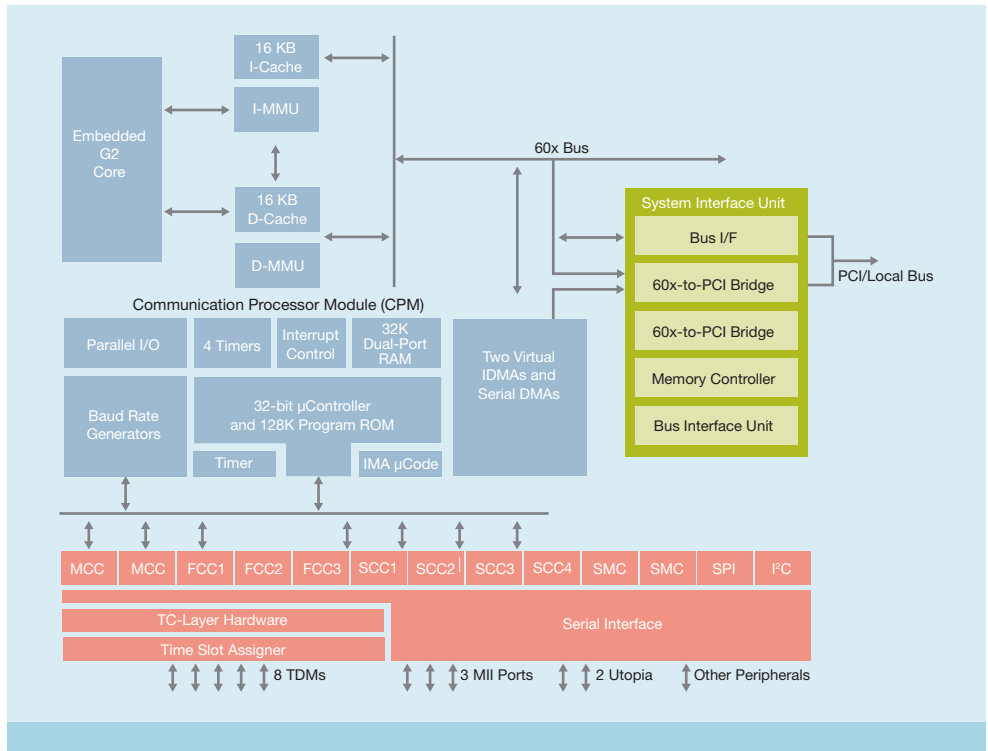 16 KB
I-Cache
I-MMU
Embedded
G2
Core
16 KB
D-Cache
D-MMU
60x Bus
System Interface Unit
Bus I/F
60x-to-PCI Bridge
60x-to-PCI Bridge
Memory Controller
Bus Interface Unit
PCI/Local Bus
Communication Processor Module (CPM)
Parallel I/O
4 Timers
Interrupt
Control
32K
Dual-Port
RAM
Baud Rate
Generators
32-bit µController
and 128K Program ROM
Timer
IMA µCode
Two Virtual
IDMAs and
Serial DMAs
MCC
MCC
FCC1
FCC2
FCC3
SCC1
SCC2
SCC3
SCC4
SMC
SMC
SPI
I²C
TC-Layer Hardware
Time Slot Assigner
Serial Interface
8 TDMs
3 MII Ports
2 Utopia
Other Peripherals